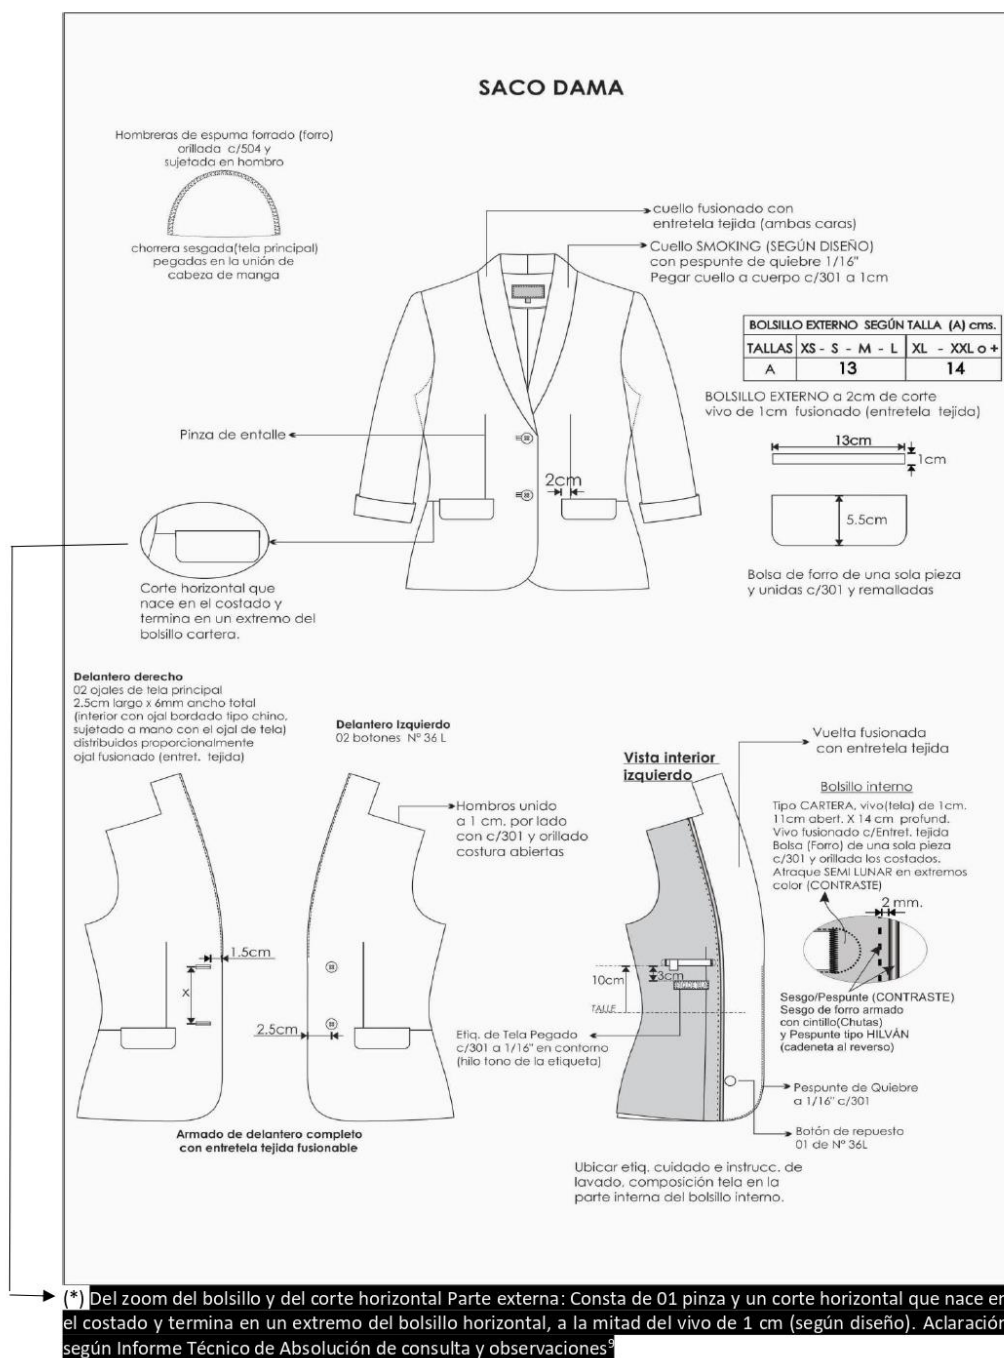 SACO DAMA
Hombreras de espuma forrado (forro)
orillada c/504 y
sujetada en hombro
chorrera sesgada(tela principal)
pegadas en la unión de
cabeza de manga
cuello fusionado con
entretela tejida (ambas caras)
Cuello SMOKING (SEGÚN DISEÑO)
con pespunte de quiebre 1/16"
Pegar cuello a cuerpo c/301 a 1cm
BOLSILLO EXTERNO SEGÚN TALLA (A) cms.
TALLAS XS - S - M - L XL - XXL o +
A 13 14
BOLSILLO EXTERNO a 2cm de corte
vivo de 1cm fusionado (entretela tejida)
13cm
1cm
5.5cm
Bolsa de forro de una sola pieza
y unidas c/301 y remalladas
Pinza de entalle
2cm
Corte horizontal que
nace en el costado y
termina en un extremo del
bolsillo cartera.
Delantero derecho
02 ojales de tela principal
2.5cm largo x 6mm ancho total
(interior con ojal bordado tipo chino,
sujetado a mano con el ojal de tela)
distribuidos proporcionalmente
ojal fusionado (entret. tejida)
Delantero Izquierdo
02 botones Nº 36 L
Hombros unido
a 1 cm. por lado
con c/301 y orillado
costura abiertas
1.5cm
x
2.5cm
Armado de delantero completo
con entretela tejida fusionable
Vista interior
izquierdo
Vuelta fusionada
con entretela tejida
Bolsillo interno
Tipo CARTERA, vivo(tela) de 1cm.
11cm abert. X 14 cm profund.
Vivo fusionado c/Entret. tejida
Bolsa (Forro) de una sola pieza
c/301 y orillada los costados.
Atraque SEMI LUNAR en extremos
color (CONTRASTE)
2 mm.
10cm
3cm
TALLE
Sesgo/Pespunte (CONTRASTE)
Sesgo de forro armado
con cintillo(Chutas)
y Pespunte tipo HILVÁN
(cadeneta al reverso)
Etiq. de Tela Pegado
c/301 a 1/16" en contorno
(hilo tono de la etiqueta)
Pespunte de Quiebre
a 1/16" c/301
Botón de repuesto
01 de Nº 36L
Ubicar etiq. cuidado e instrucc. de
lavado, composición tela en la
parte interna del bolsillo interno.
(*) Del zoom del bolsillo y del corte horizontal Parte externa: Consta de 01 pinza y un corte horizontal que nace en
el costado y termina en un extremo del bolsillo horizontal, a la mitad del vivo de 1 cm (según diseño). Aclaración
según Informe Técnico de Absolución de consulta y observaciones⁹